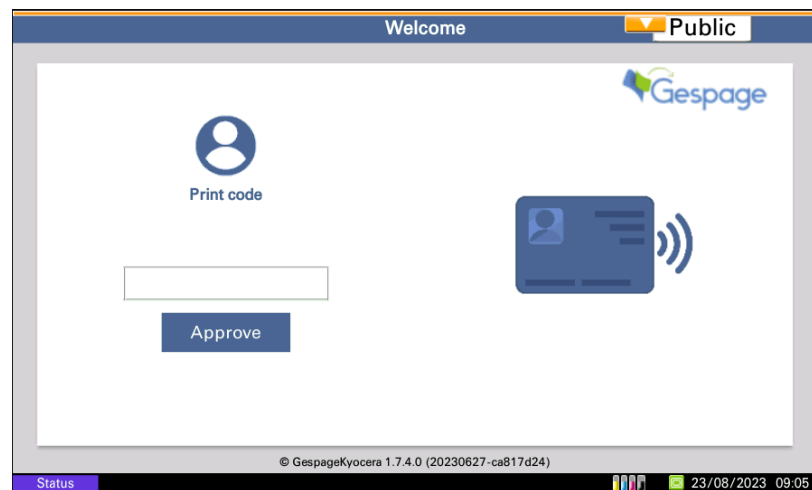 Welcome
Public
Gespage
Print code
Approve
© GespageKyocera 1.7.4.0 (20230627-ca817d24)
Status
23/08/2023 09:05